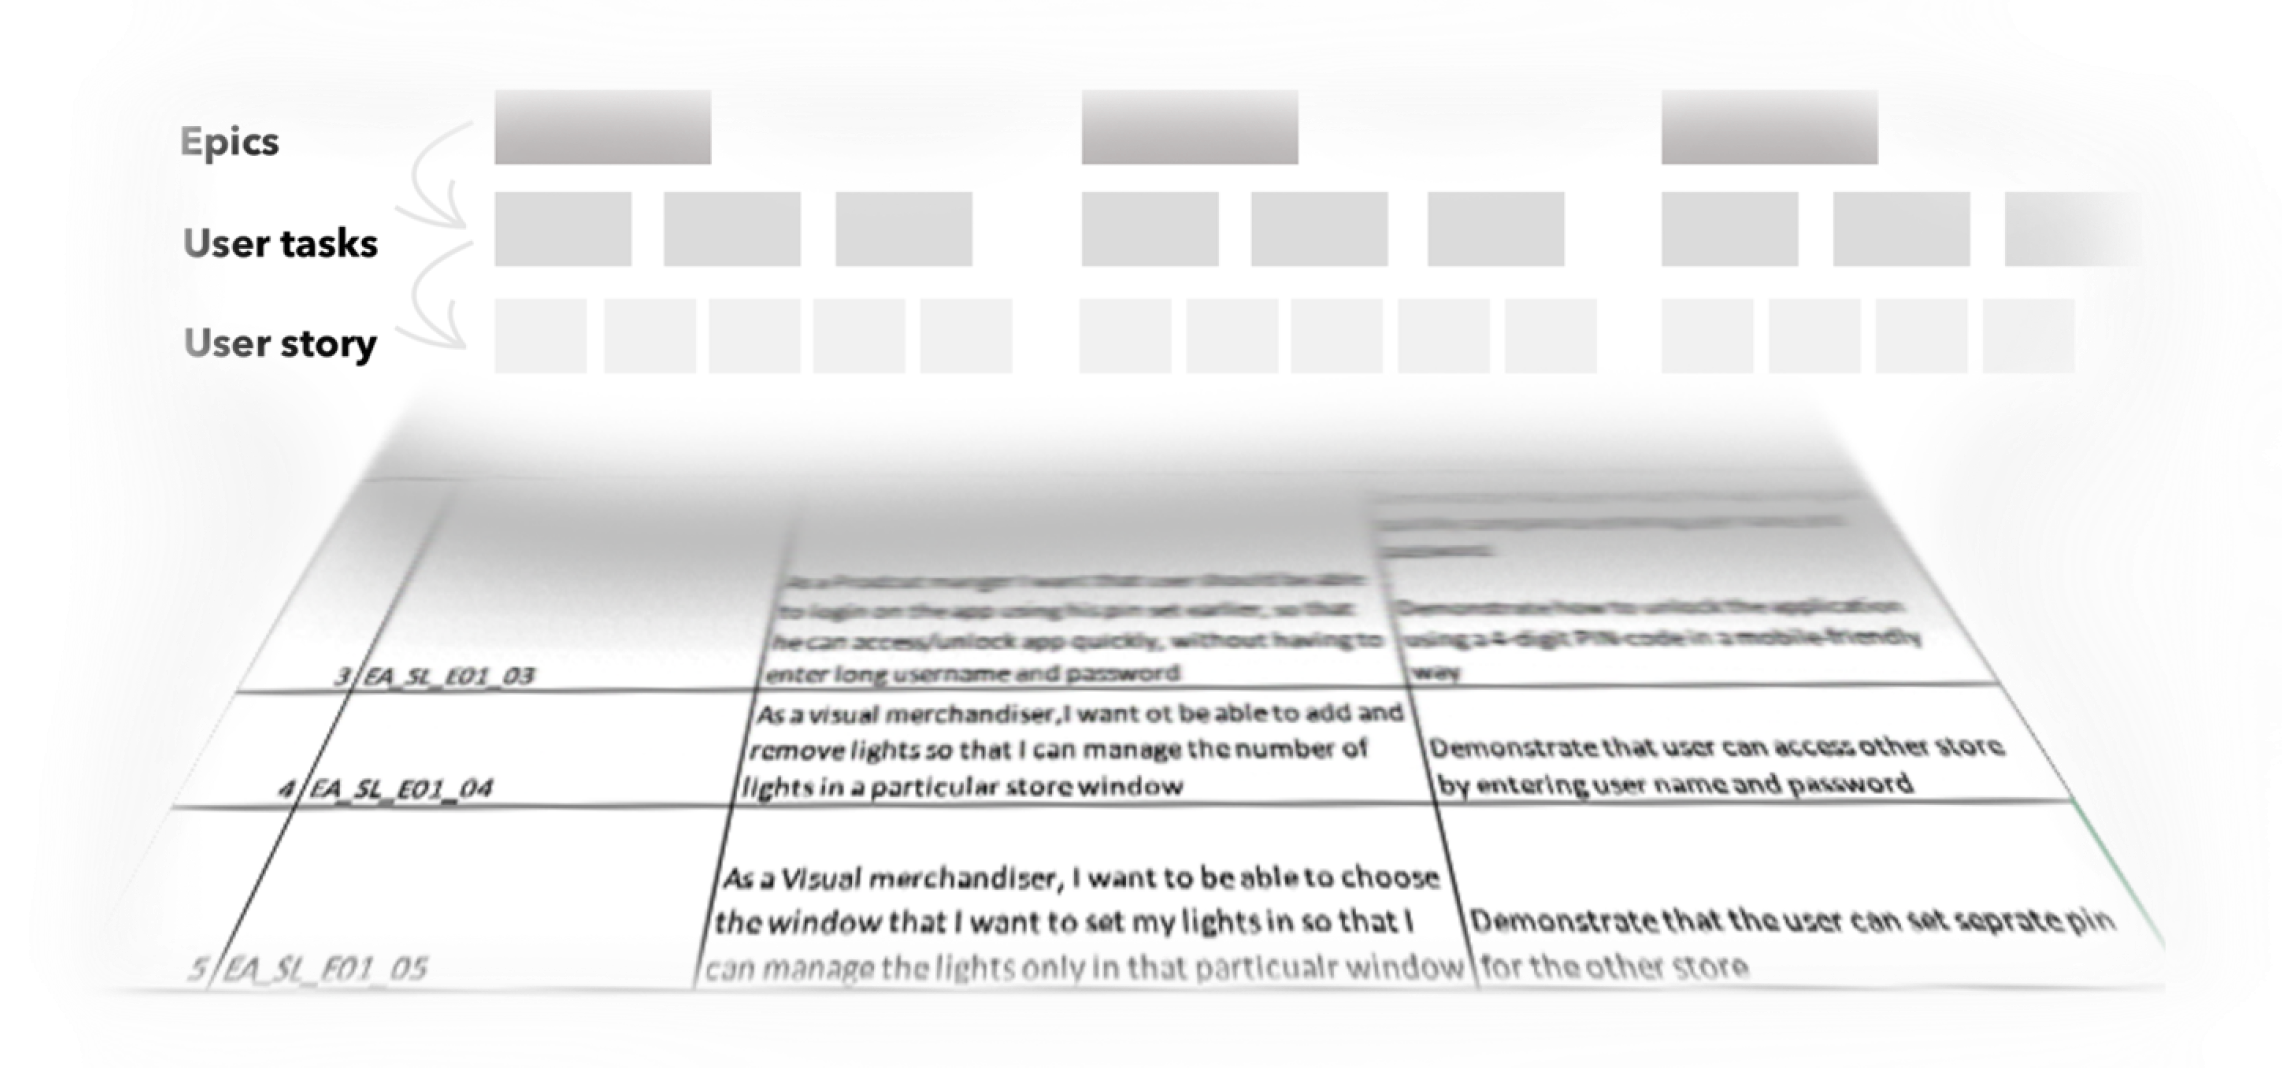 Epics
User tasks
User story
password.
As a Product manger I want that user should be able
to login on the app using his pin set earlier, so that
he can access/unlock app quickly, without having to
enter long username and password
Demonstrate how to unlock the application
using a 4-digit PIN-code in a mobile-friendly
way
3 EA_SL_E01_03
As a visual merchandiser,I want ot be able to add and
remove lights so that I can manage the number of
lights in a particular store window
Demonstrate that user can access other store
by entering user name and password
4 EA_SL_E01_04
As a Visual merchandiser, I want to be able to choose
the window that I want to set my lights in so that I
can manage the lights only in that particualr window
Demonstrate that the user can set seprate pin
for the other store
5 EA_SL_E01_05